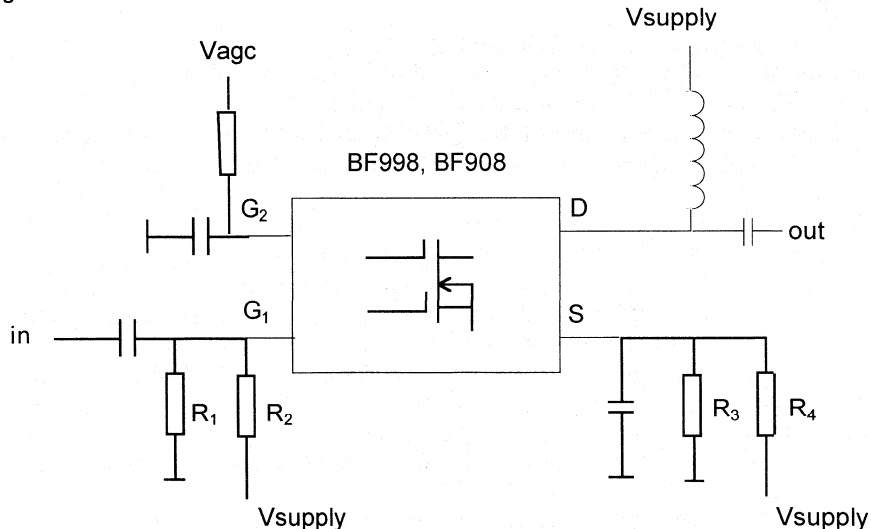 Vsupply
Vagc
BF998, BF908
G2
D
out
G1
S
in
R1
R2
R3
R4
Vsupply
Vsupply